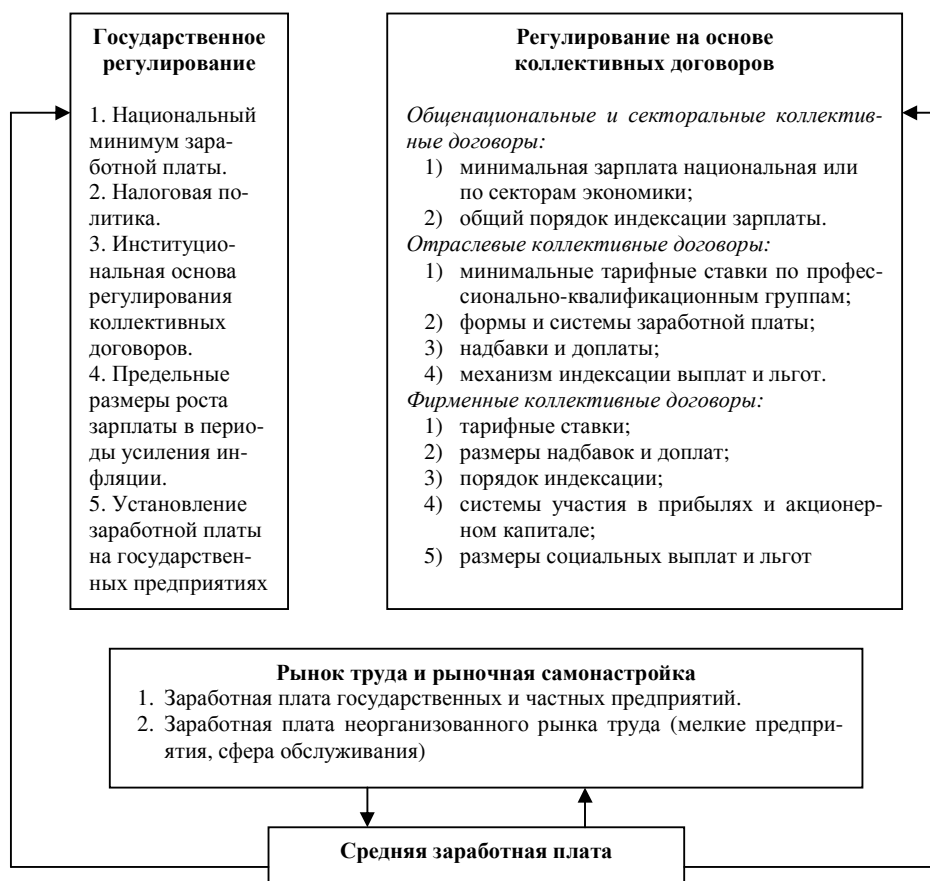 Государственное
регулирование
1. Национальный
минимум зара-
ботной платы.
2. Налоговая по-
литика.
3. Институцио-
нальная основа
регулирования
коллективных
договоров.
4. Предельные
размеры роста
зарплаты в перио-
ды усиления ин-
фляции.
5. Установление
заработной платы
на государствен-
ных предприятиях
Регулирование на основе
коллективных договоров
Общенациональные и секторальные коллектив-
ные договоры:
1) минимальная зарплата национальная или
по секторам экономики;
2) общий порядок индексации зарплаты.
Отраслевые коллективные договоры:
1) минимальные тарифные ставки по профес-
сионально-квалификационным группам;
2) формы и системы заработной платы;
3) надбавки и доплаты;
4) механизм индексации выплат и льгот.
Фирменные коллективные договоры:
1) тарифные ставки;
2) размеры надбавок и доплат;
3) порядок индексации;
4) системы участия в прибылях и акционер-
ном капитале;
5) размеры социальных выплат и льгот
Рынок труда и рыночная самонастройка
1. Заработная плата государственных и частных предприятий.
2. Заработная плата неорганизованного рынка труда (мелкие предпри-
ятия, сфера обслуживания)
Средняя заработная плата